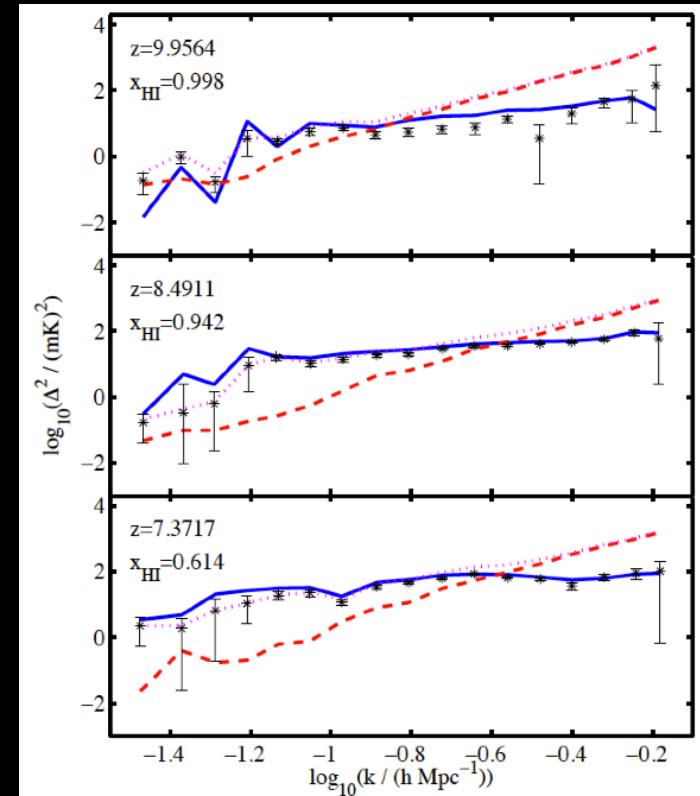 4
z=9.9564
x_HI=0.998
2
0
−2
4
z=8.4911
x_HI=0.942
2
0
−2
log₁₀(Δ² / (mK)²)
4
z=7.3717
x_HI=0.614
2
0
−2
−1.4 −1.2 −1 −0.8 −0.6 −0.4 −0.2
log₁₀(k / (h Mpc⁻¹))